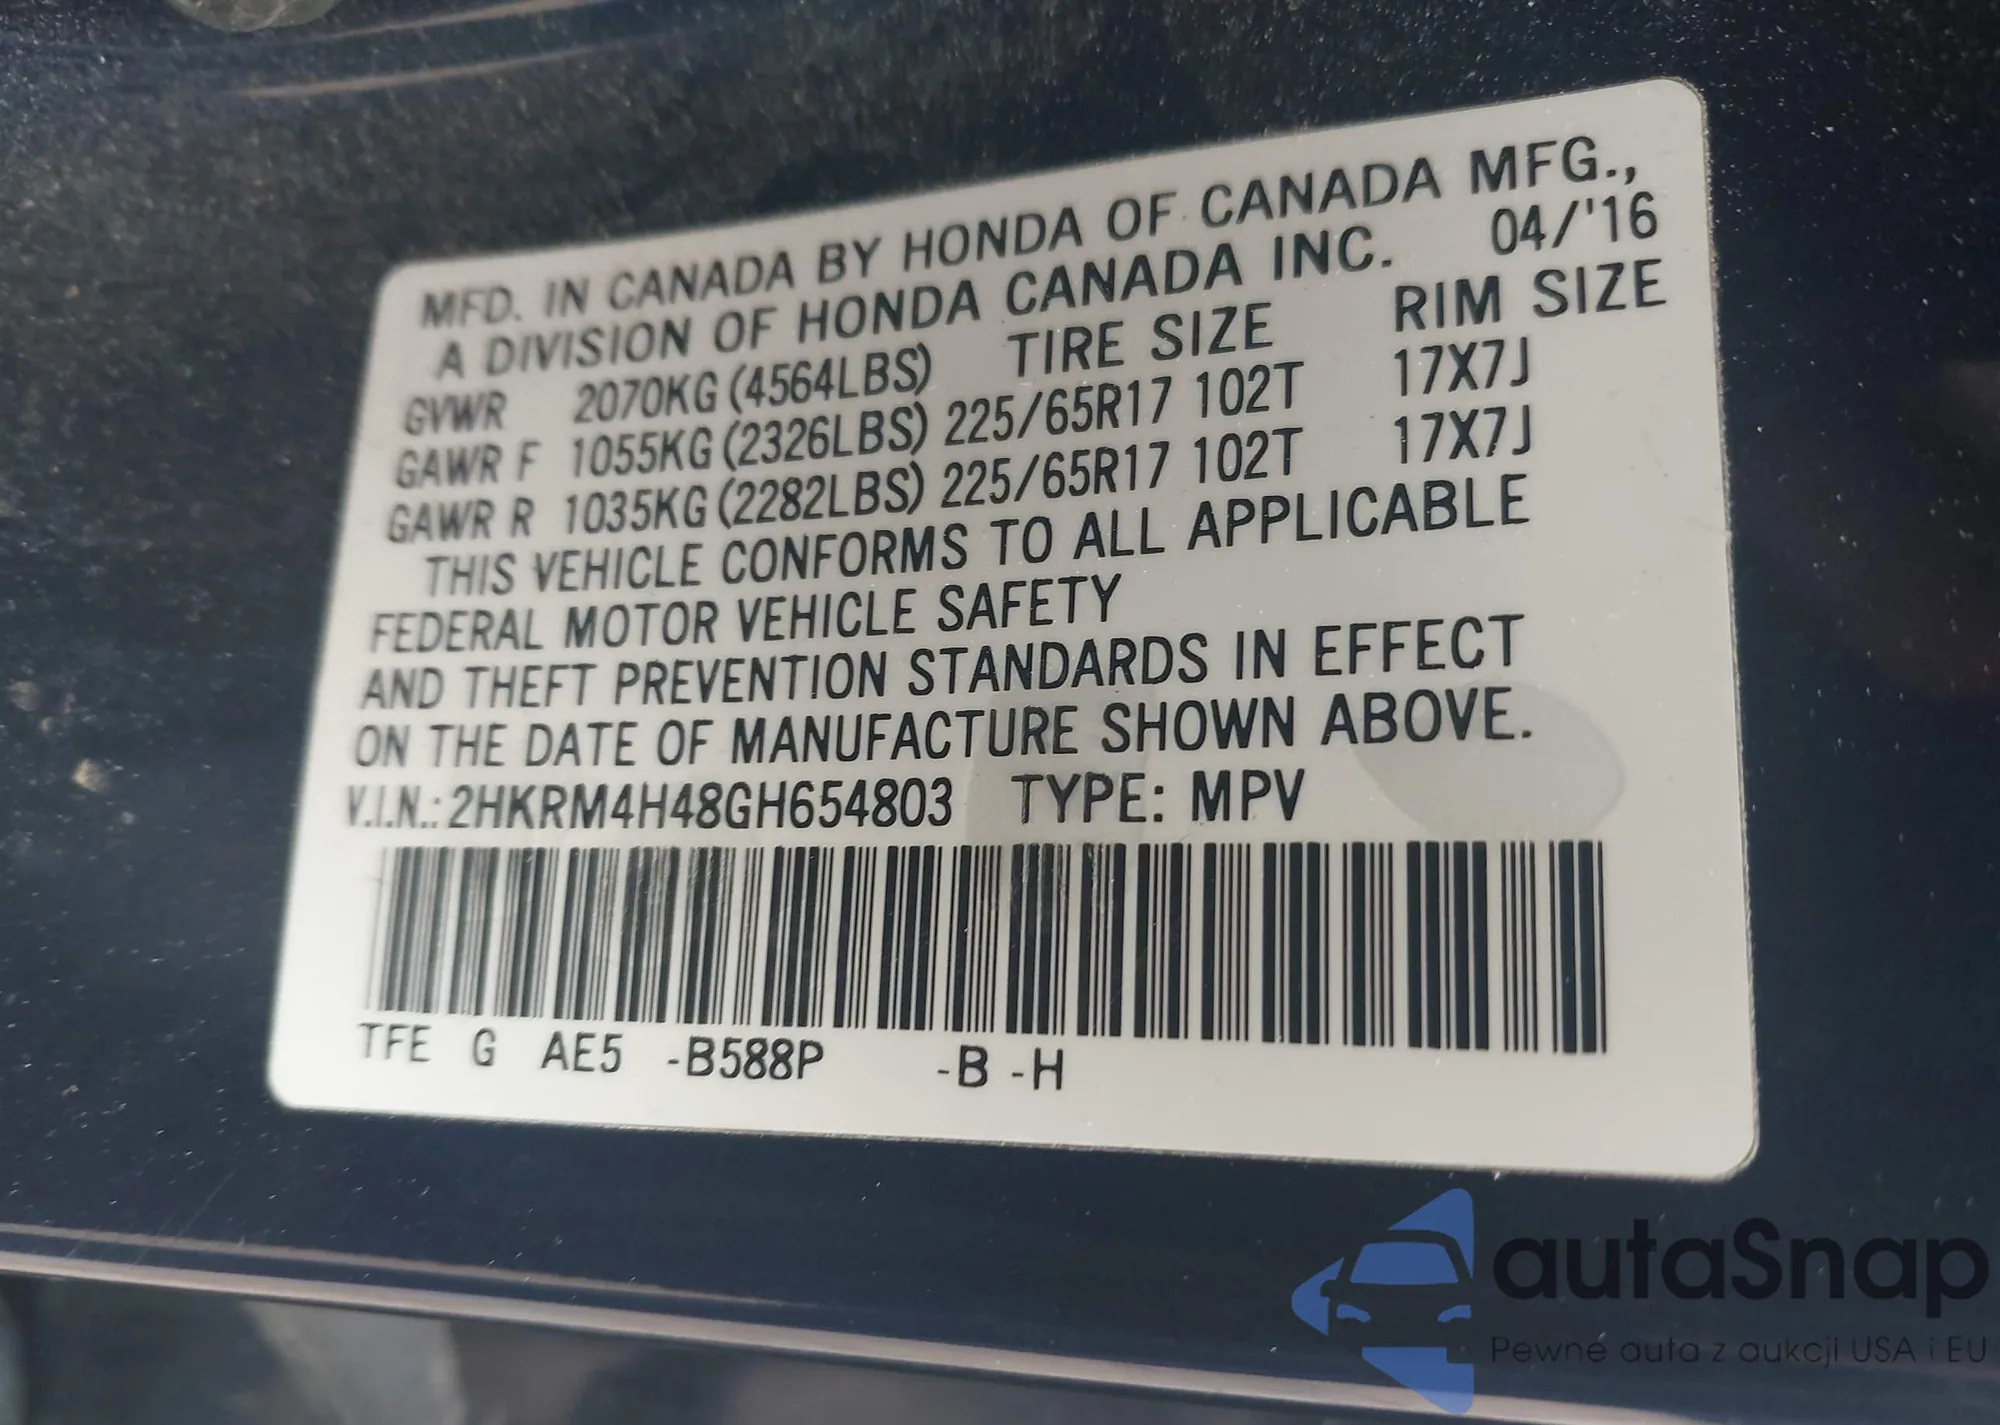 MFD. IN CANADA BY HONDA OF CANADA MFG.,
A DIVISION OF HONDA CANADA INC. 04/'16
GVWR 2070KG (4564LBS) TIRE SIZE RIM SIZE
GAWR F 1055KG (2326LBS) 225/65R17 102T 17X7J
GAWR R 1035KG (2282LBS) 225/65R17 102T 17X7J
THIS VEHICLE CONFORMS TO ALL APPLICABLE
FEDERAL MOTOR VEHICLE SAFETY
AND THEFT PREVENTION STANDARDS IN EFFECT
ON THE DATE OF MANUFACTURE SHOWN ABOVE.
V.I.N.: 2HKRM4H48GH654803 TYPE: MPV
TFE G AE5 -B588P -B -H
autaSnap
Pewne auta z aukcji USA i EU